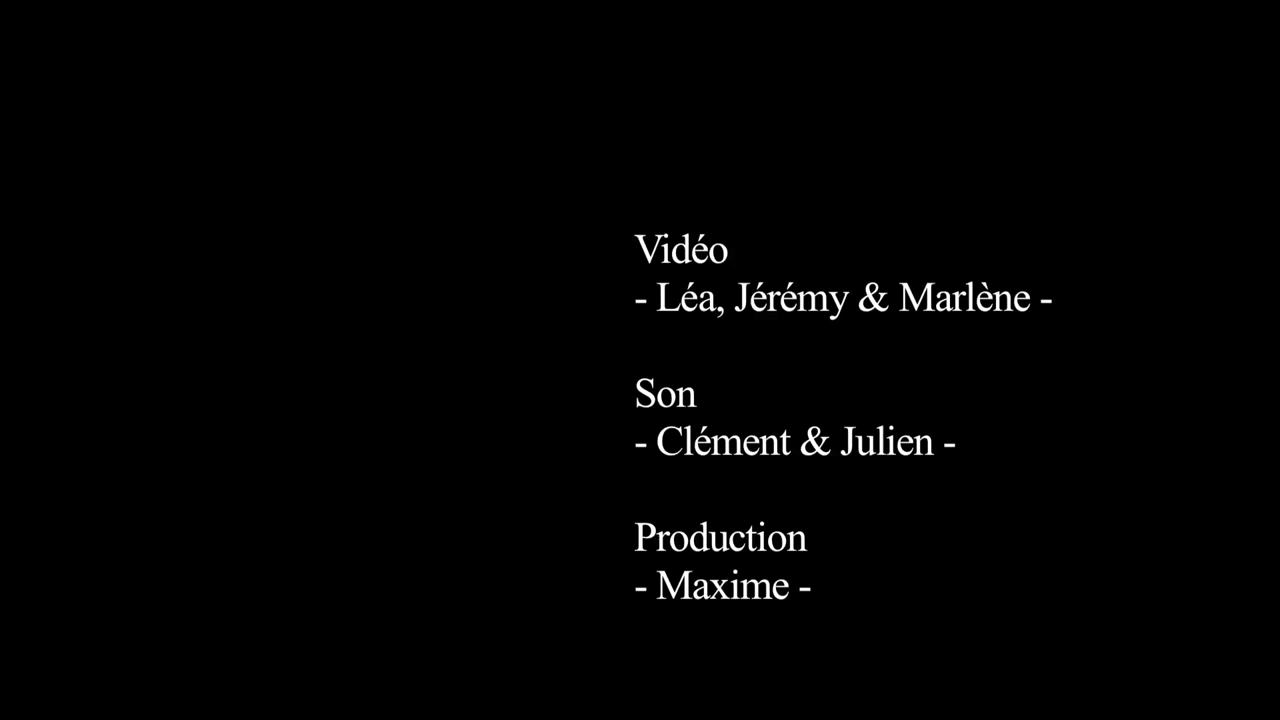 Vidéo
- Léa, Jérémy & Marlène -
Son
- Clément & Julien -
Production
- Maxime -